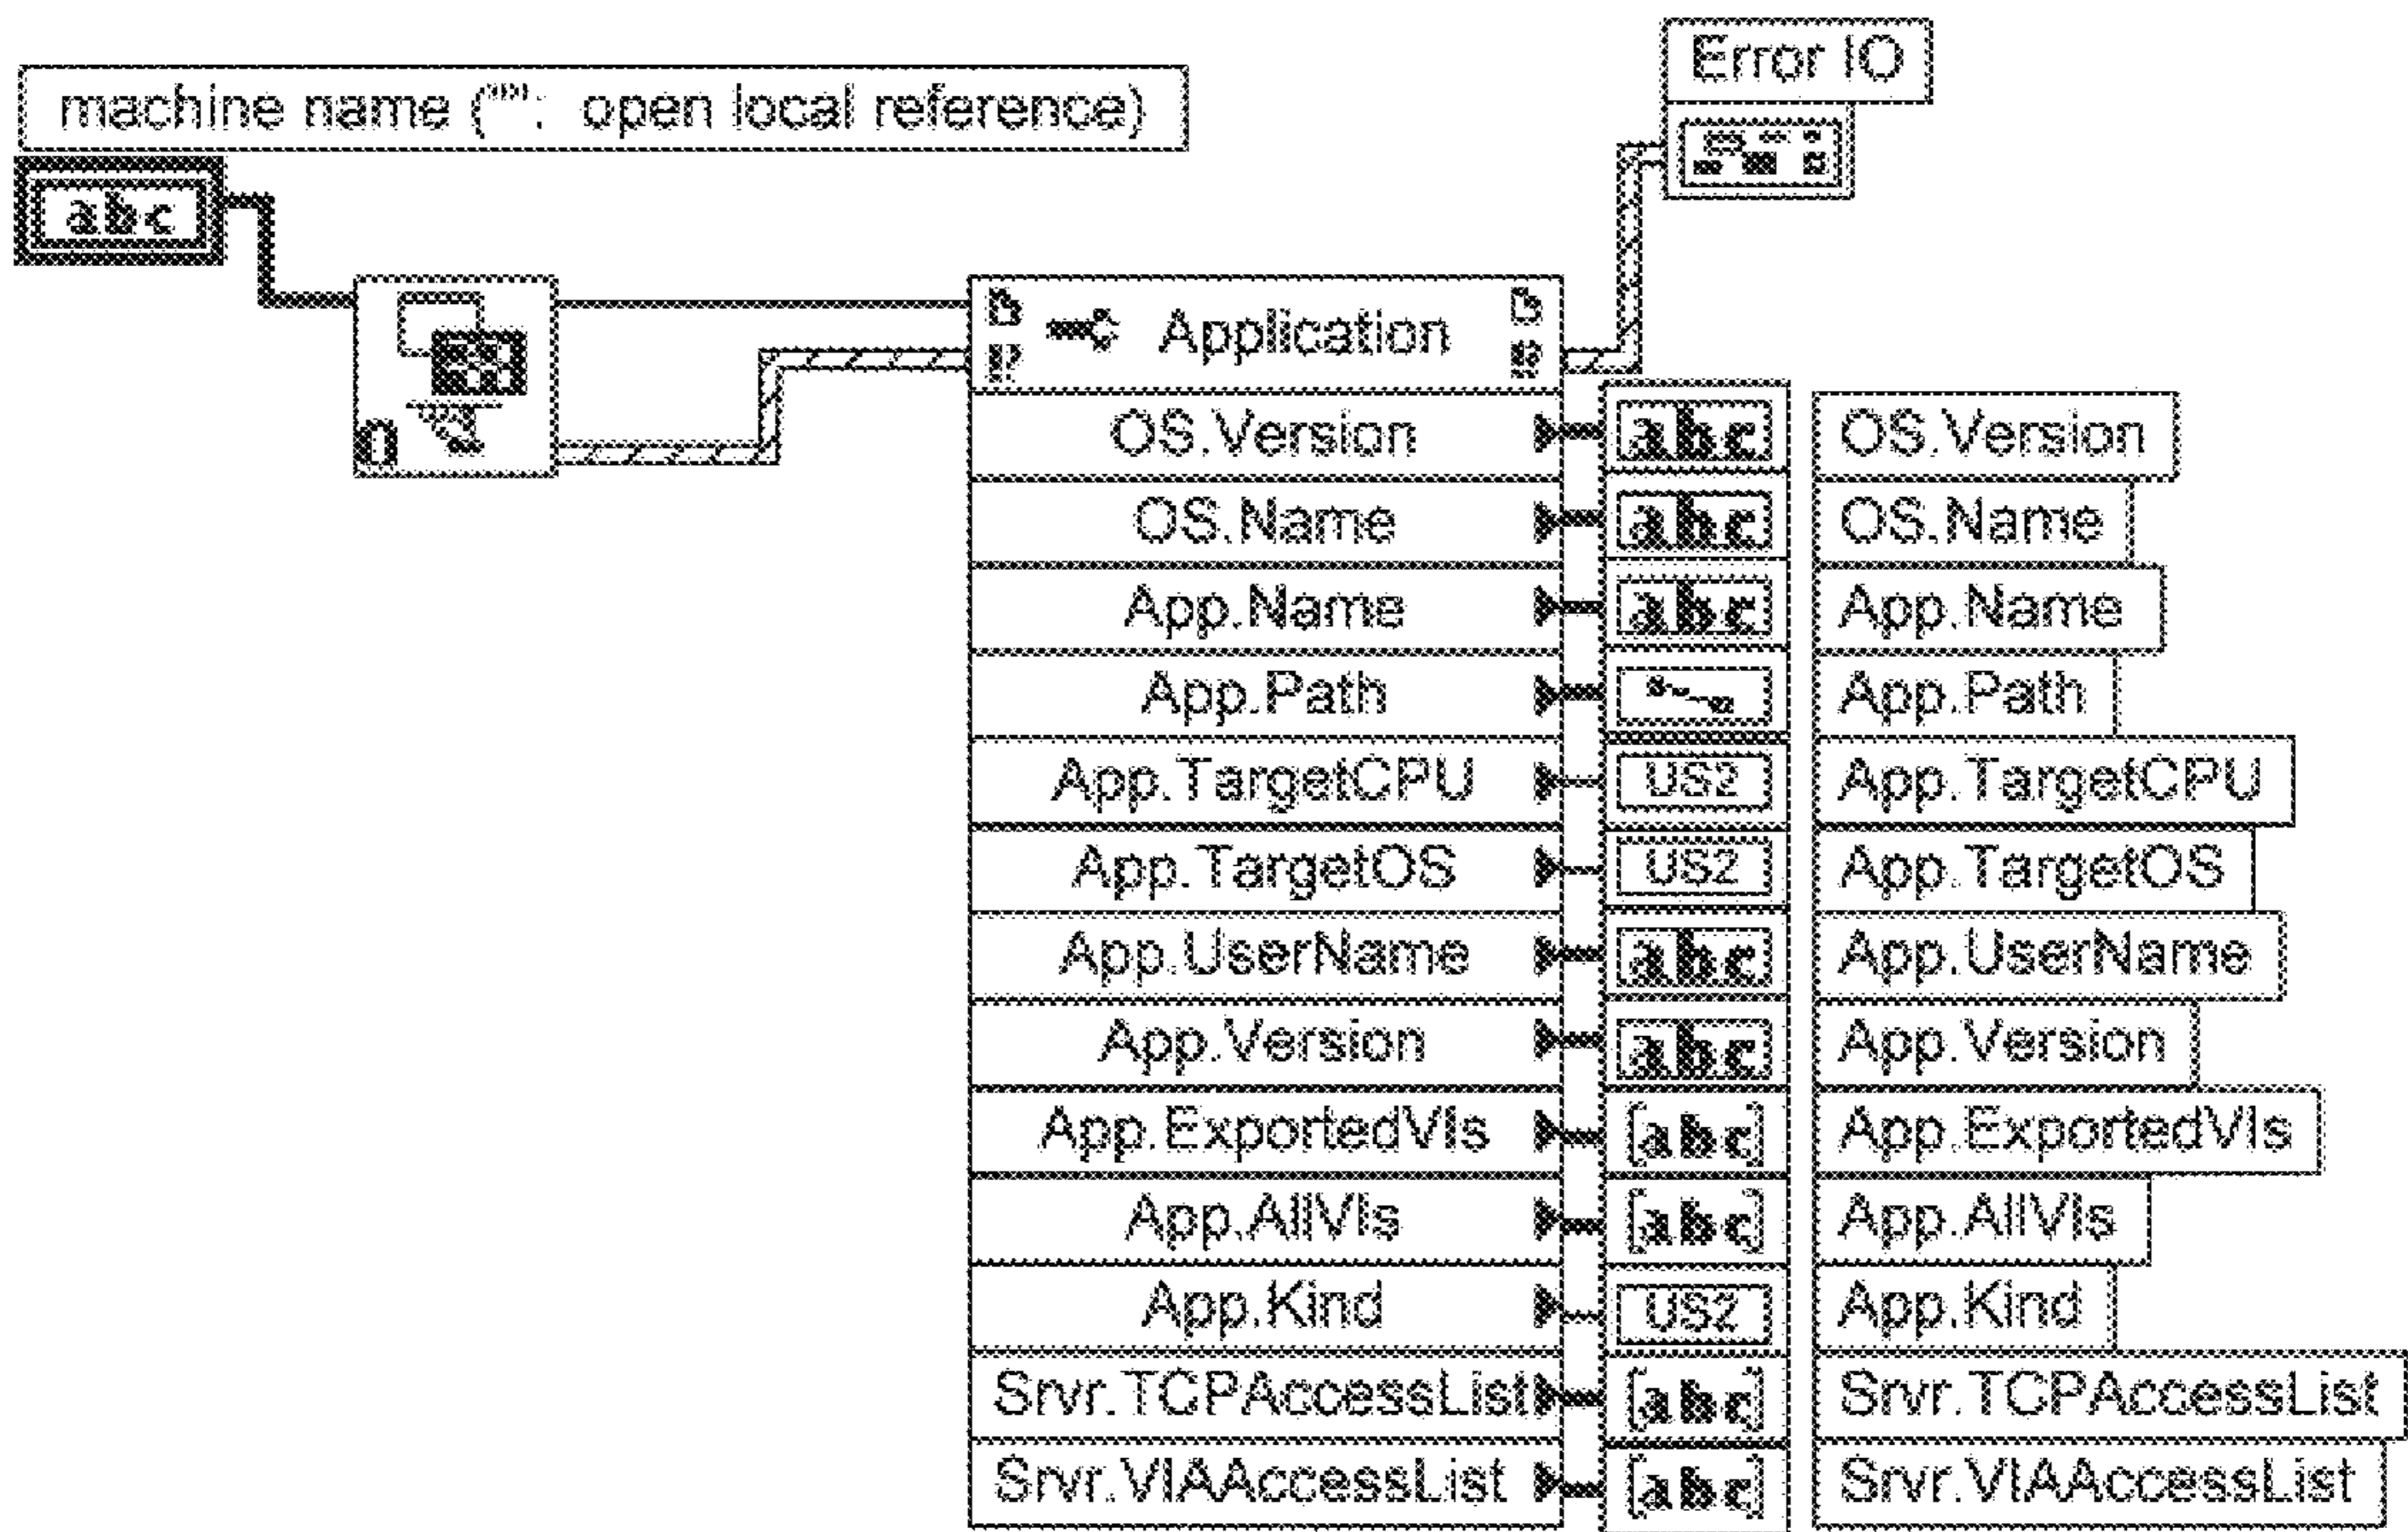 Error IO
machine name ("": open local reference)
abc
Application
OS.Version abc OS.Version
OS.Name abc OS.Name
App.Name abc App.Name
App.Path App.Path
App.TargetCPU US2 App.TargetCPU
App.TargetOS US2 App.TargetOS
App.UserName abc App.UserName
App.Version abc App.Version
App.ExportedVIs [abc] App.ExportedVIs
App.AllVIs [abc] App.AllVIs
App.Kind US2 App.Kind
Srvr.TCPAccessList [abc] Srvr.TCPAccessList
Srvr.VIAAccessList [abc] Srvr.VIAAccessList